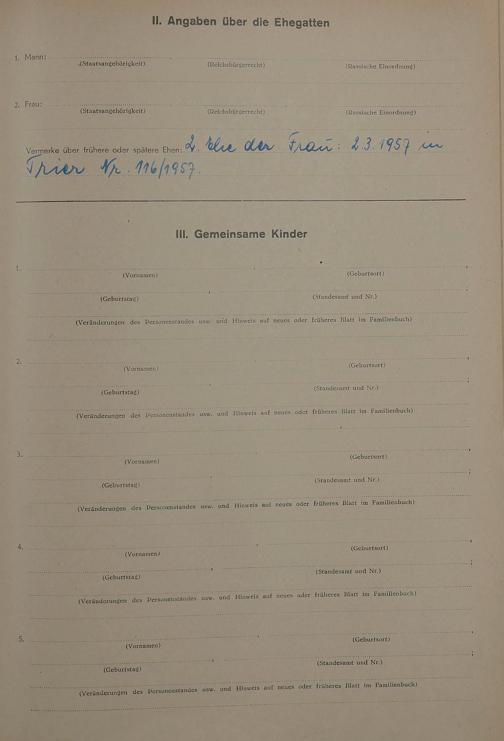 II. Angaben über die Ehegatten
1. Mann:
(Staatsangehörigkeit) (Reichsbürgerrecht) (Rassische Einordnung)
2. Frau:
(Staatsangehörigkeit) (Reichsbürgerrecht) (Rassische Einordnung)
Vermerke über frühere oder spätere Ehen: 2. Ehe der Frau: 2.3.1957 in
Trier Nr. 116/1957.
III. Gemeinsame Kinder
1.
(Vornamen) (Geburtsort)
(Geburtstag) (Standesamt und Nr.)
(Veränderungen des Personenstandes usw. und Hinweis auf neues oder früheres Blatt im Familienbuch)
2.
(Vornamen) (Geburtsort)
(Geburtstag) (Standesamt und Nr.)
(Veränderungen des Personenstandes usw. und Hinweis auf neues oder früheres Blatt im Familienbuch)
3.
(Vornamen) (Geburtsort)
(Geburtstag) (Standesamt und Nr.)
(Veränderungen des Personenstandes usw. und Hinweis auf neues oder früheres Blatt im Familienbuch)
4.
(Vornamen) (Geburtsort)
(Geburtstag) (Standesamt und Nr.)
(Veränderungen des Personenstandes usw. und Hinweis auf neues oder früheres Blatt im Familienbuch)
5.
(Vornamen) (Geburtsort)
(Geburtstag) (Standesamt und Nr.)
(Veränderungen des Personenstandes usw. und Hinweis auf neues oder früheres Blatt im Familienbuch)